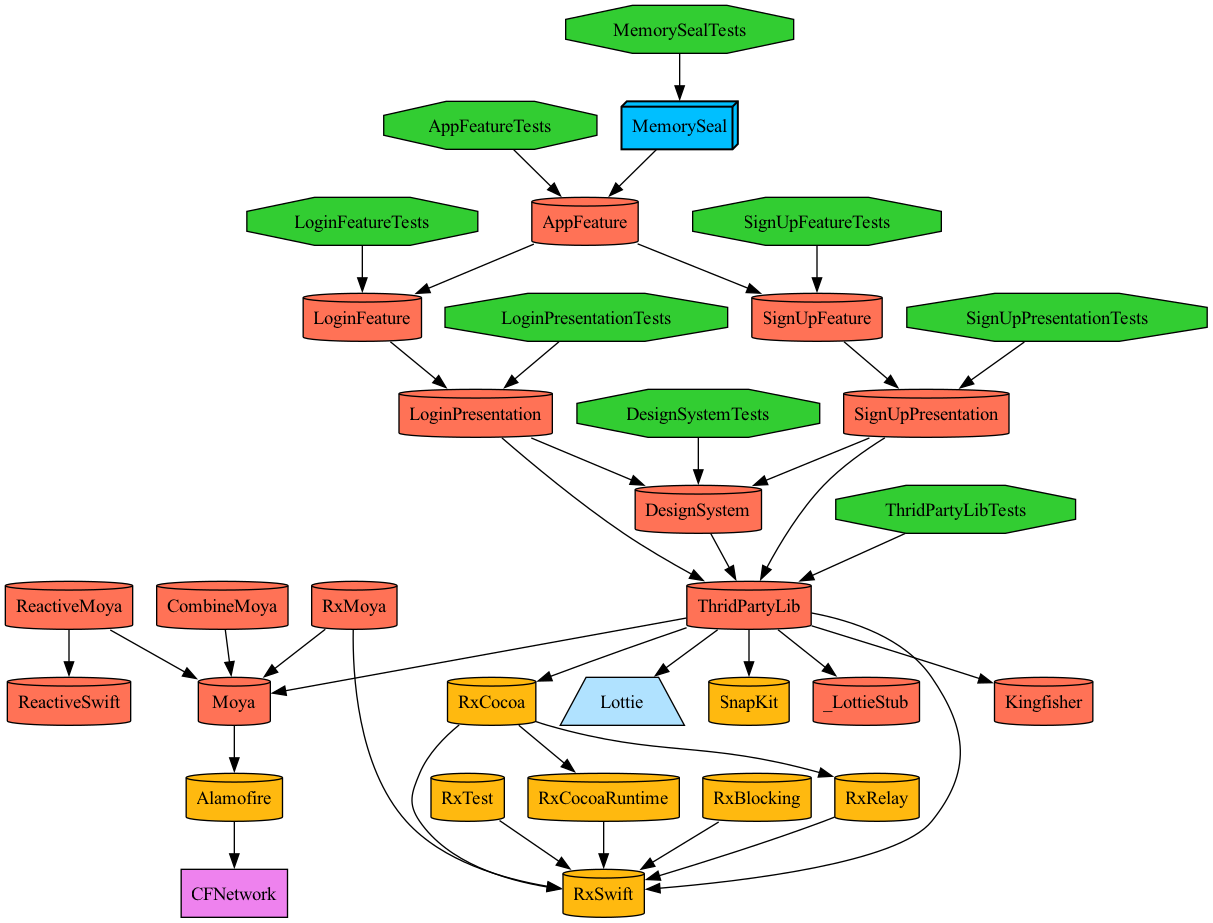 MemorySealTests
AppFeatureTests
MemorySeal
LoginFeatureTests
AppFeature
SignUpFeatureTests
LoginFeature
LoginPresentationTests
SignUpFeature
SignUpPresentationTests
LoginPresentation
DesignSystemTests
SignUpPresentation
DesignSystem
ThridPartyLibTests
ReactiveMoya
CombineMoya
RxMoya
ThridPartyLib
ReactiveSwift
Moya
RxCocoa
Lottie
SnapKit
_LottieStub
Kingfisher
Alamofire
RxTest
RxCocoaRuntime
RxBlocking
RxRelay
CFNetwork
RxSwift